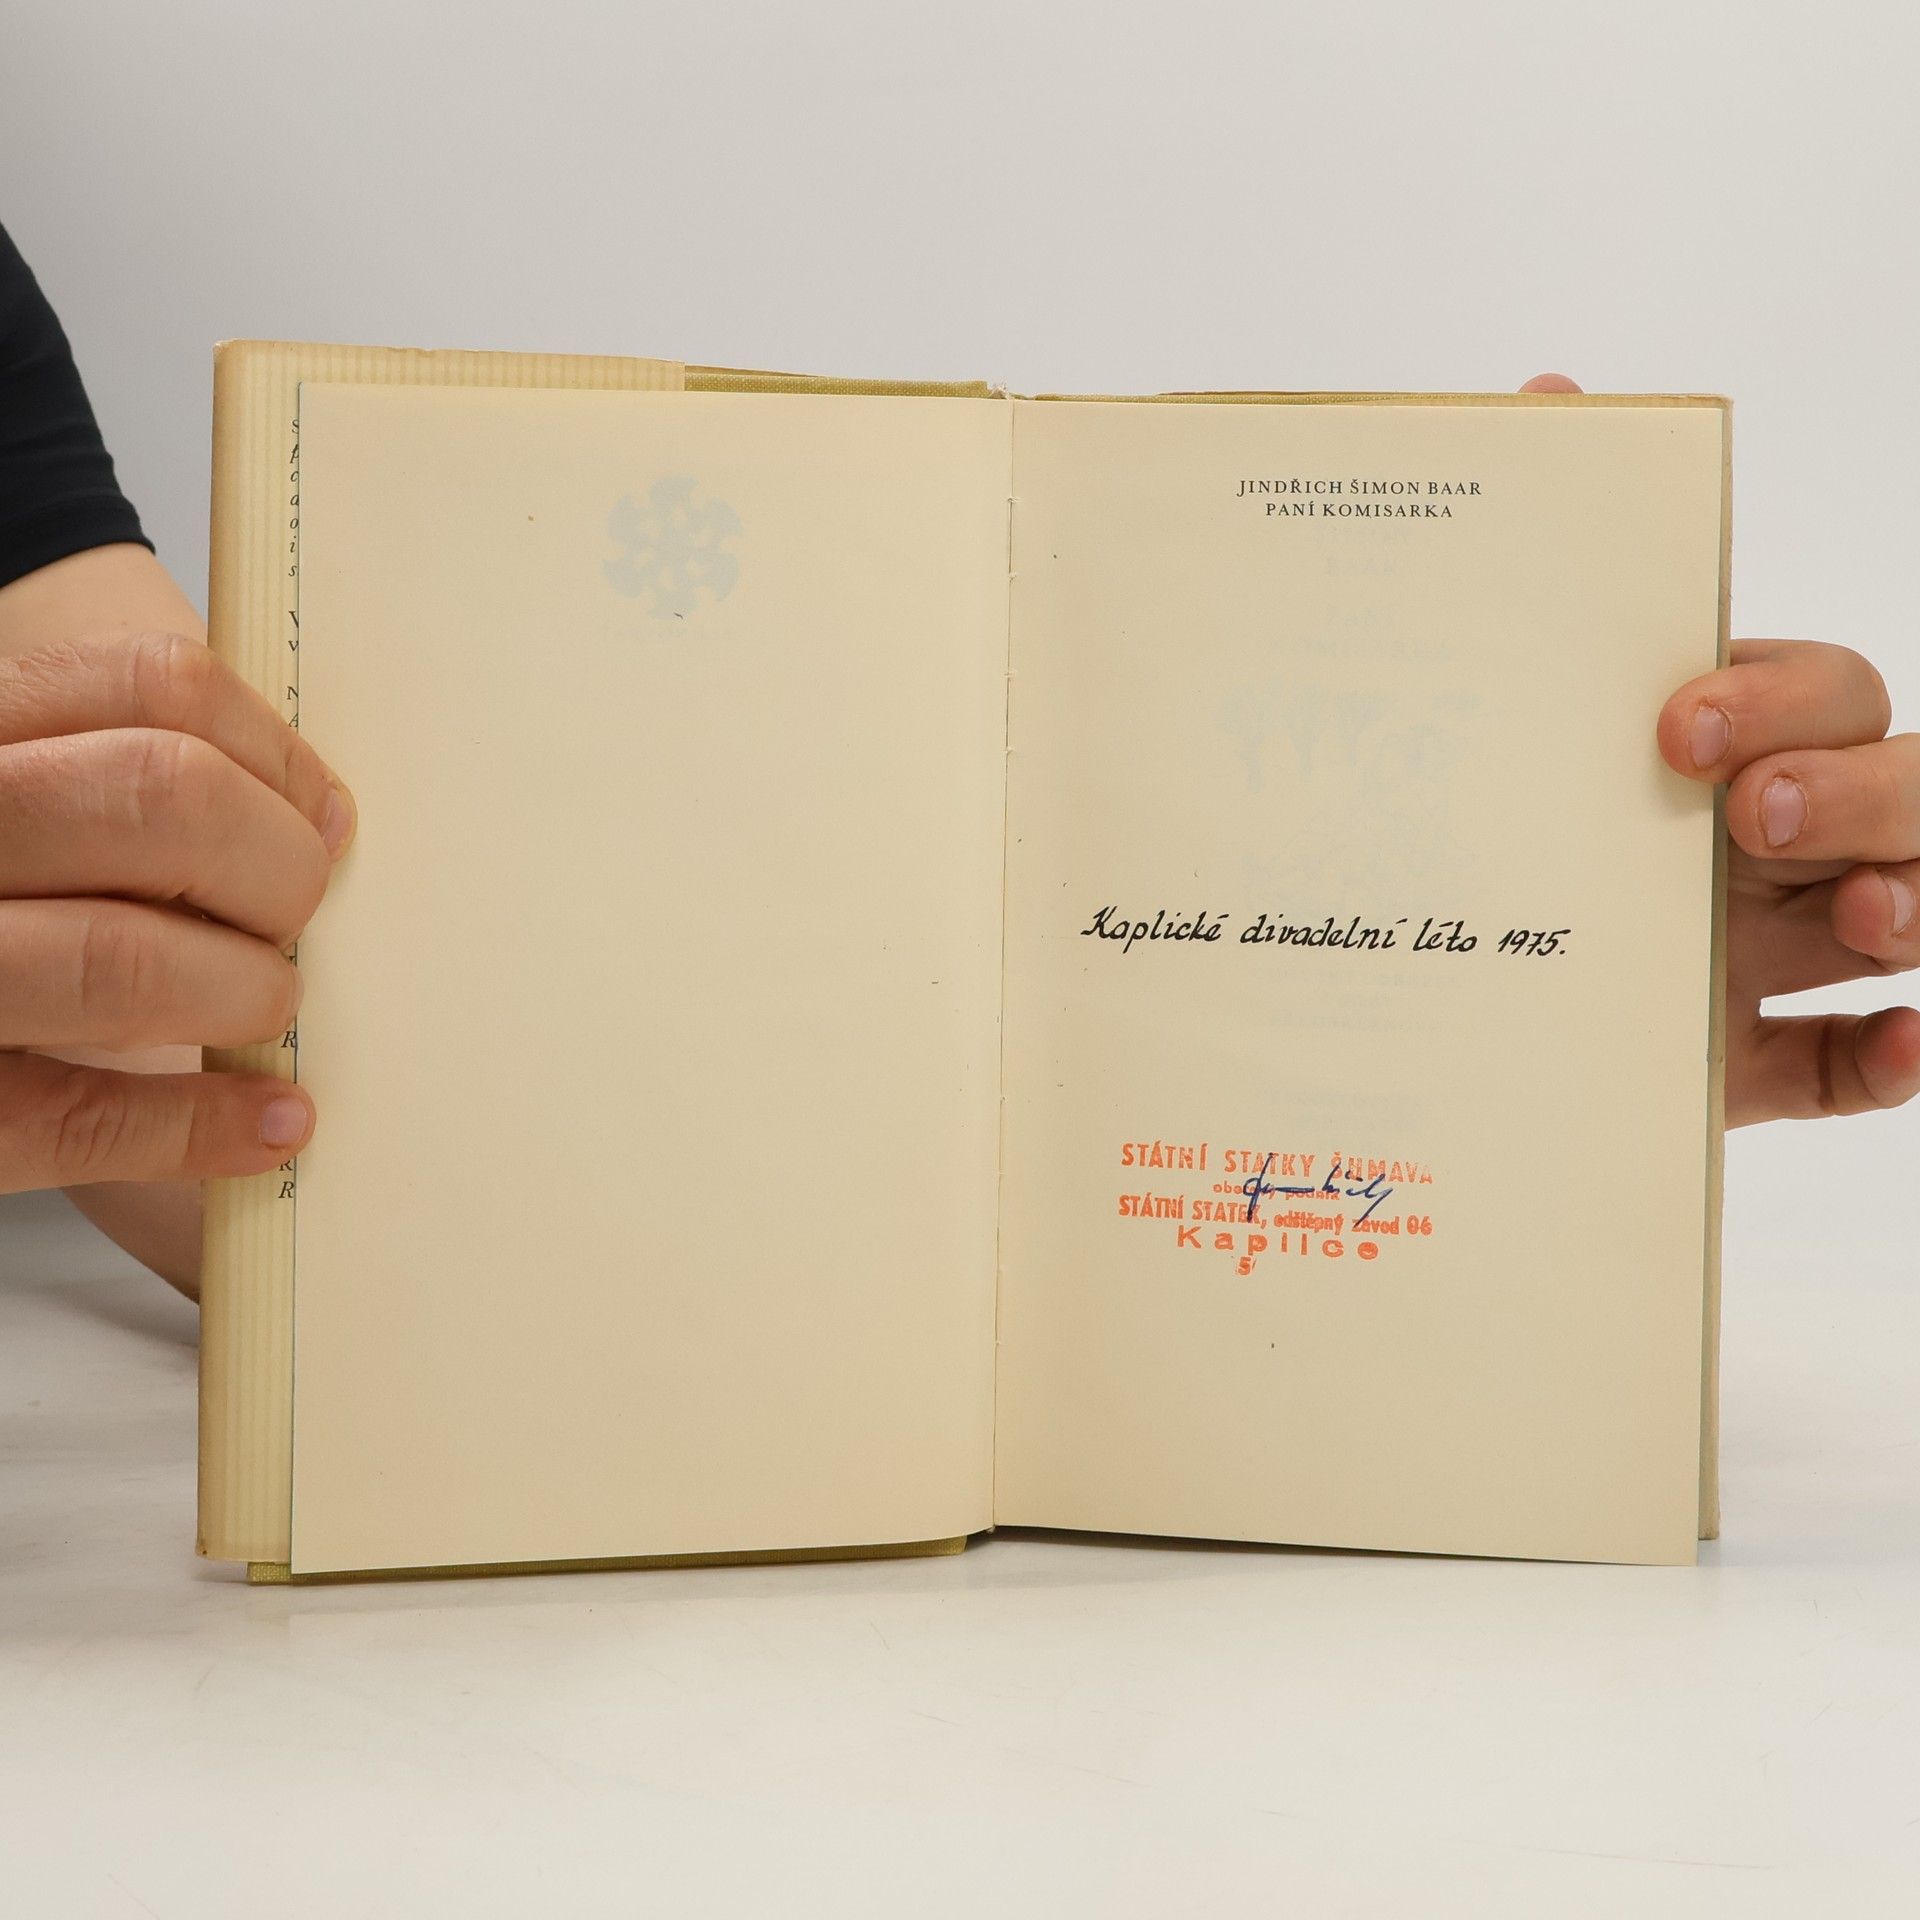 JINDŘICH ŠIMON BAAR
PANÍ KOMISARKA
Kaplické divadelní léto 1975.
STÁTNÍ STATKY ŠUMAVA
oborový podnik
STÁTNÍ STATEK, odštěpný závod 06
Kaplice
5